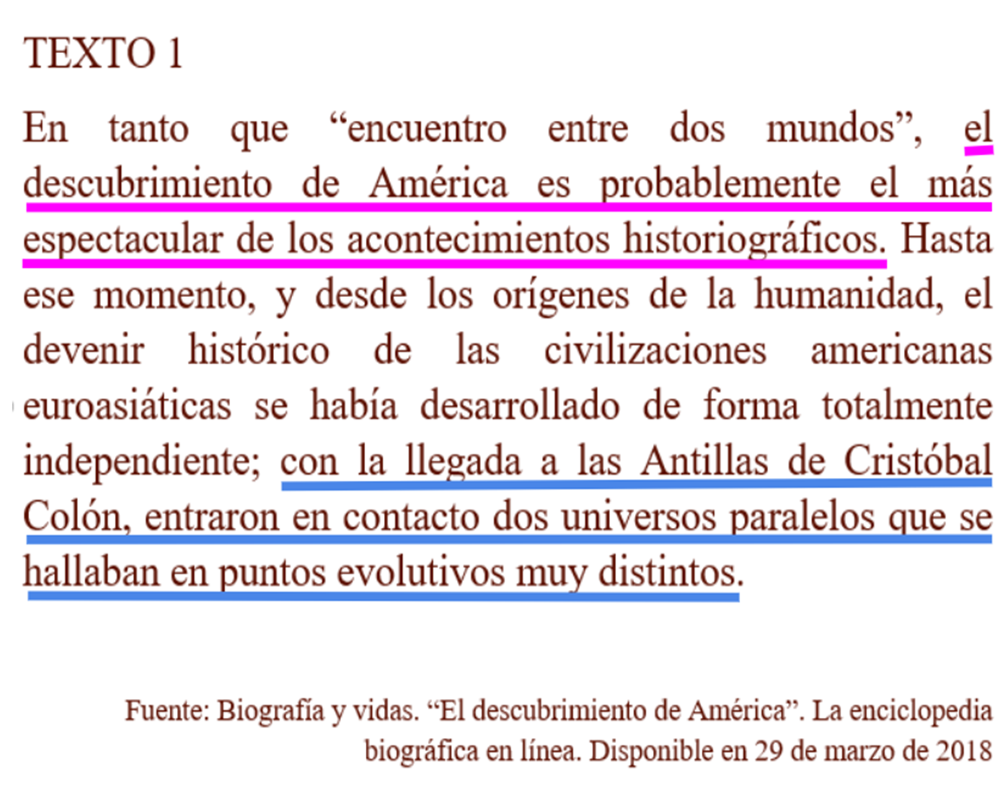 TEXTO 1
En tanto que “encuentro entre dos mundos”, el
descubrimiento de América es probablemente el más
espectacular de los acontecimientos historiográficos. Hasta
ese momento, y desde los orígenes de la humanidad, el
devenir histórico de las civilizaciones americanas
euroasiáticas se había desarrollado de forma totalmente
independiente; con la llegada a las Antillas de Cristóbal
Colón, entraron en contacto dos universos paralelos que se
hallaban en puntos evolutivos muy distintos.
Fuente: Biografía y vidas. “El descubrimiento de América”. La enciclopedia
biográfica en línea. Disponible en 29 de marzo de 2018